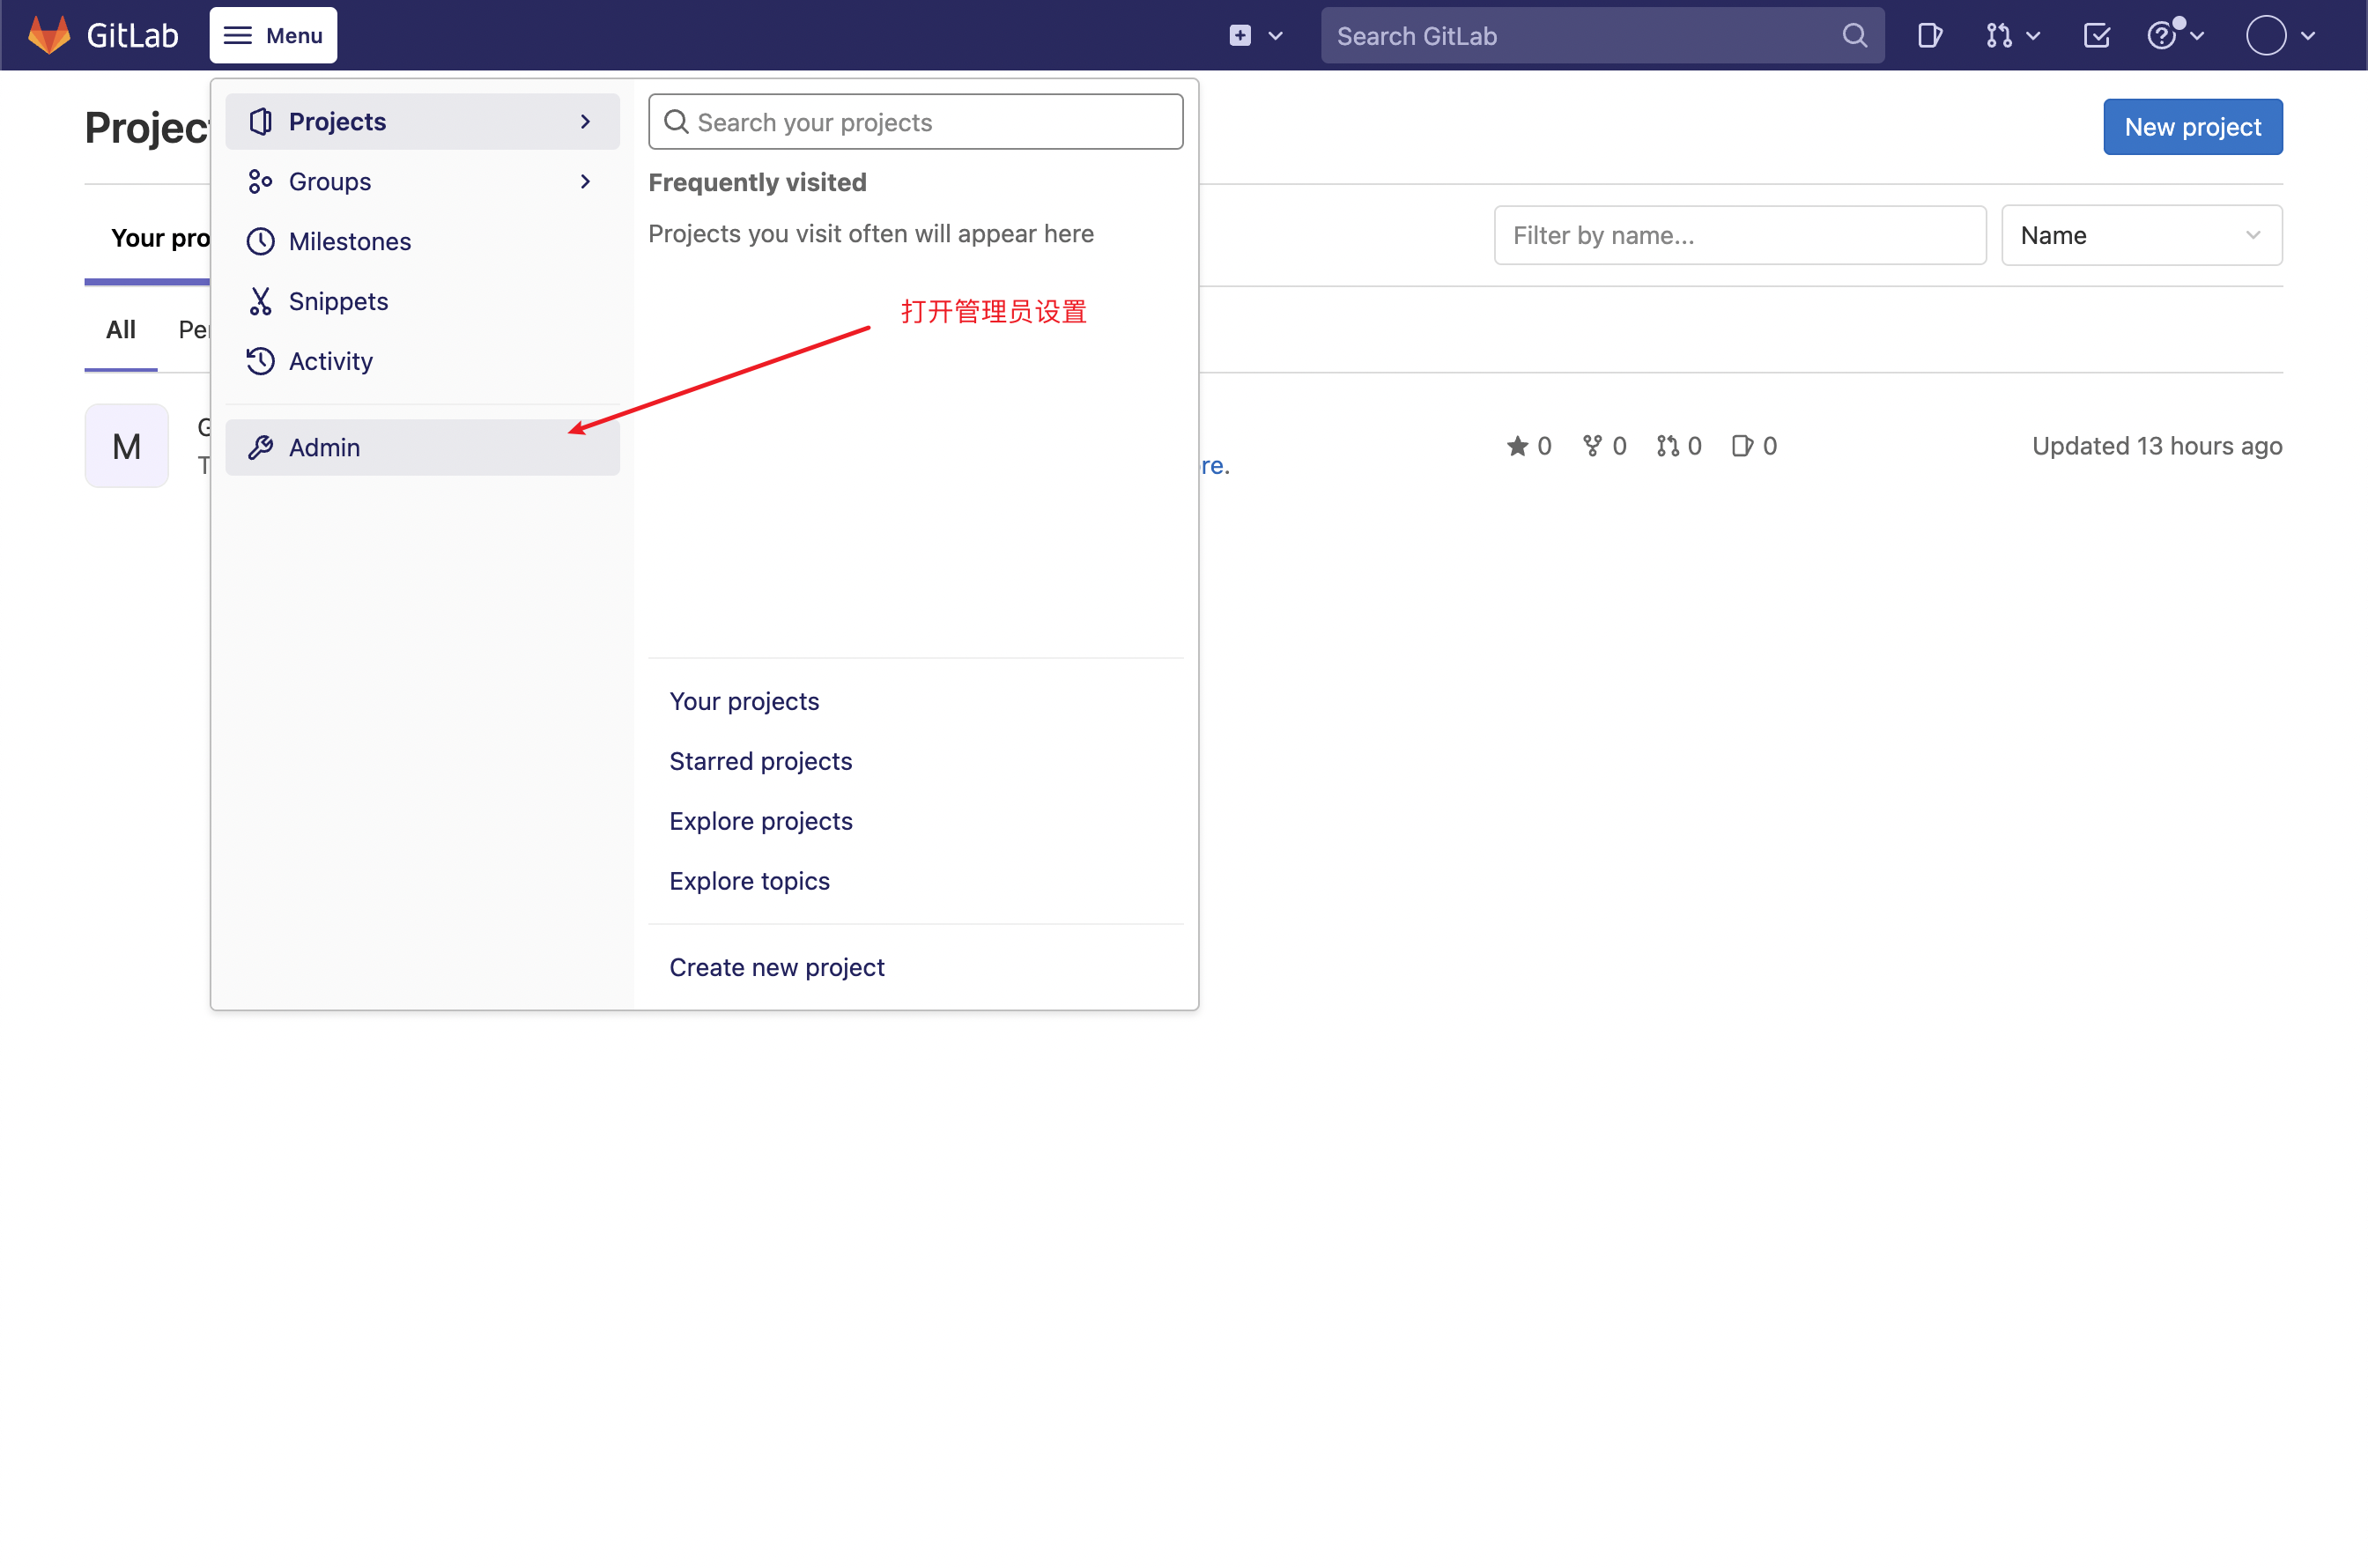 GitLab
Menu
Search GitLab
Projec
New project
Projects
Groups
Milestones
Snippets
Activity
Admin
Search your projects
Frequently visited
Projects you visit often will appear here
打开管理员设置
Your projects
Starred projects
Explore projects
Explore topics
Create new project
Your pro
Filter by name...
Name
All Per
M
G
T
re.
0 0 0 0
Updated 13 hours ago